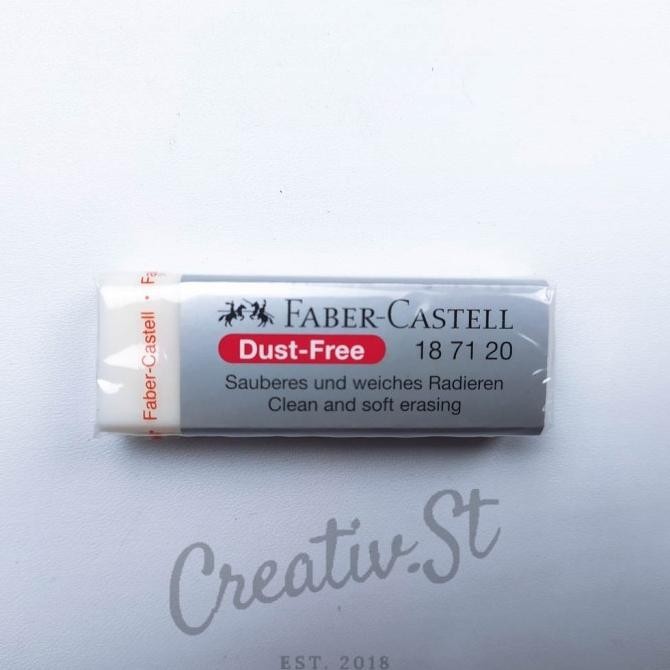 FABER-CASTELL
Dust-Free 18 71 20
Sauberes und weiches Radieren
Clean and soft erasing
Faber-Castell • Fa
Creativ.St
EST. 2018